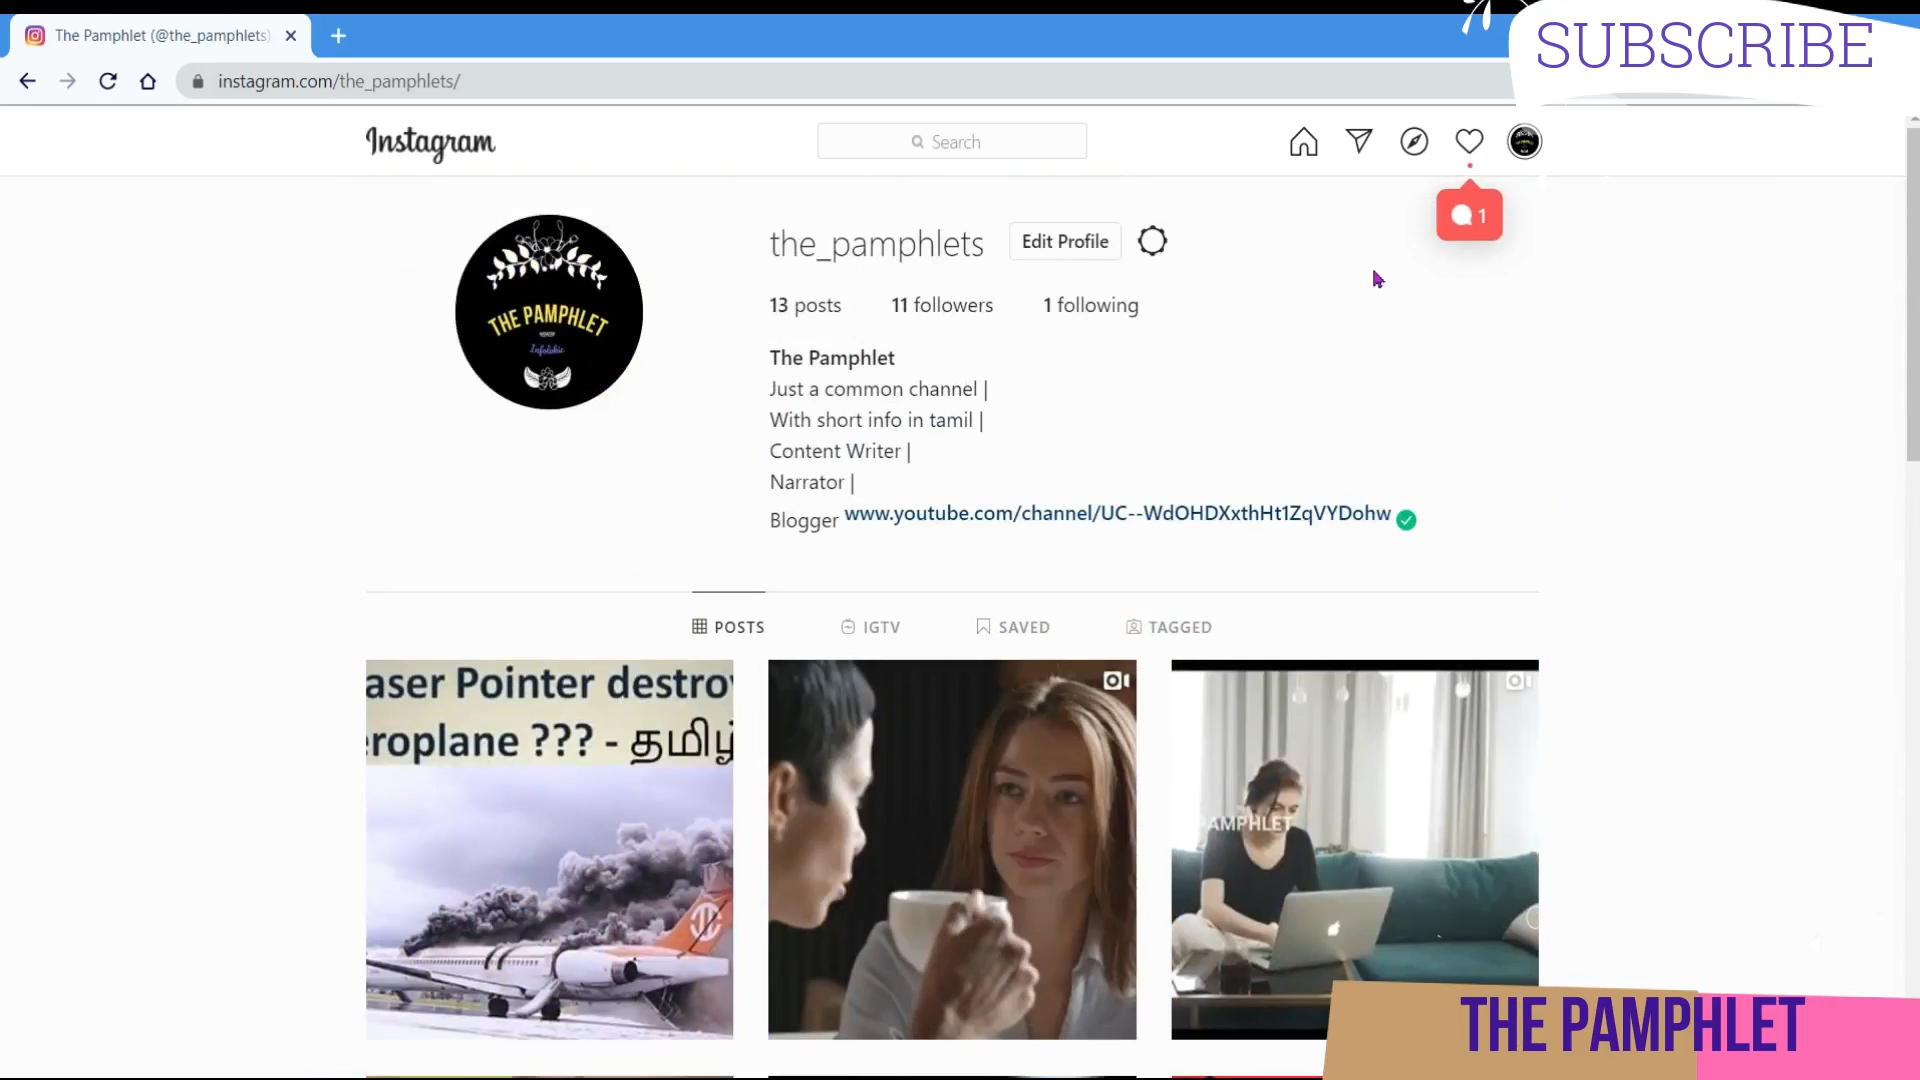 The Pamphlet (@the_pamphlets)
SUBSCRIBE
instagram.com/the_pamphlets/
Instagram
Search
1
the_pamphlets
Edit Profile
13 posts
11 followers
1 following
THE PAMPHLET
The Pamphlet
Just a common channel |
With short info in tamil |
Content Writer |
Narrator |
Blogger www.youtube.com/channel/UC--WdOHDXxthHt1ZqVYDohw
POSTS
IGTV
SAVED
TAGGED
aser Pointer destro
roplane ??? - தமி
AMPHLET
THE PAMPHLET